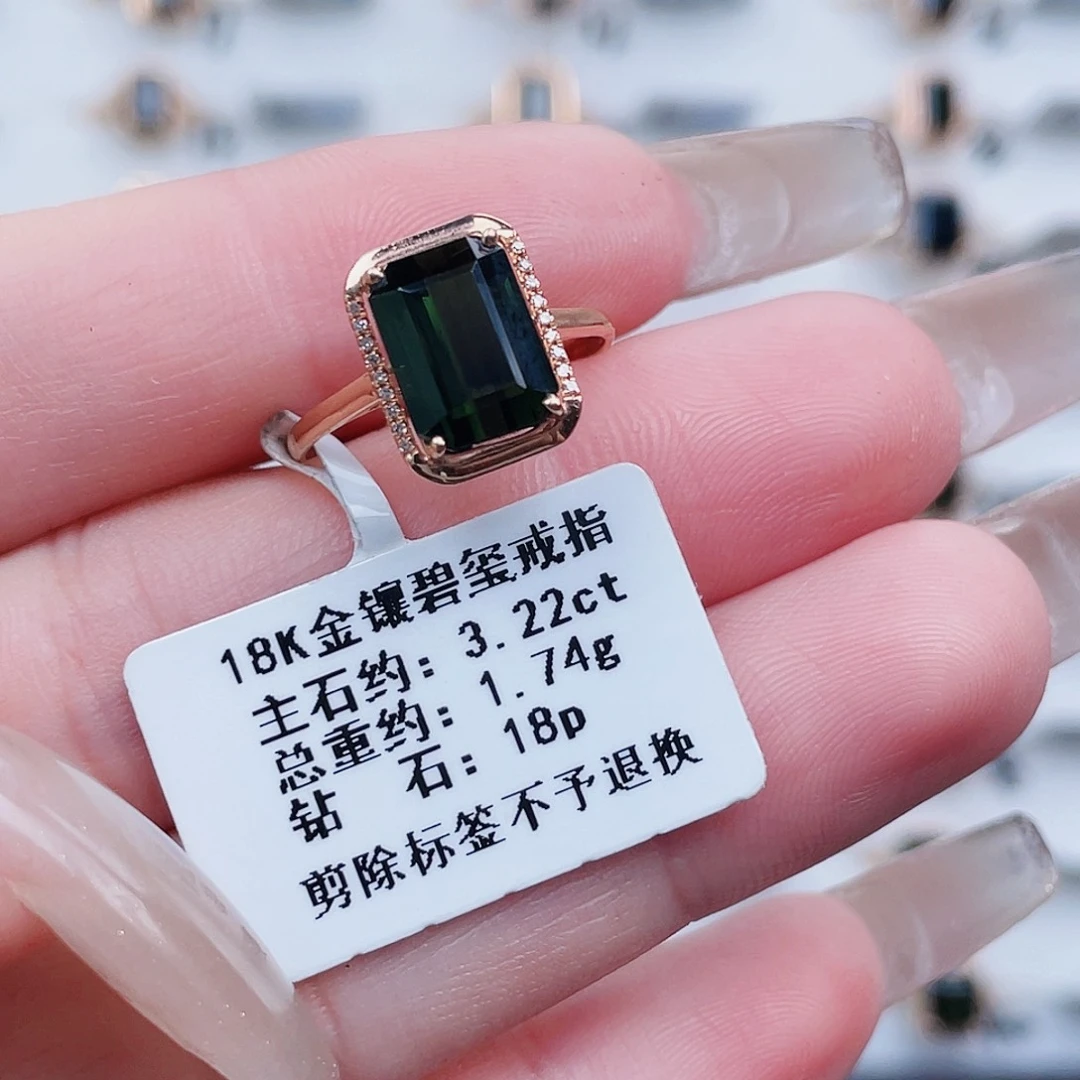 18K金镶碧玺戒指
主石约: 3.22ct
总重约: 1.74g
钻 石: 18p
剪除标签不予退换